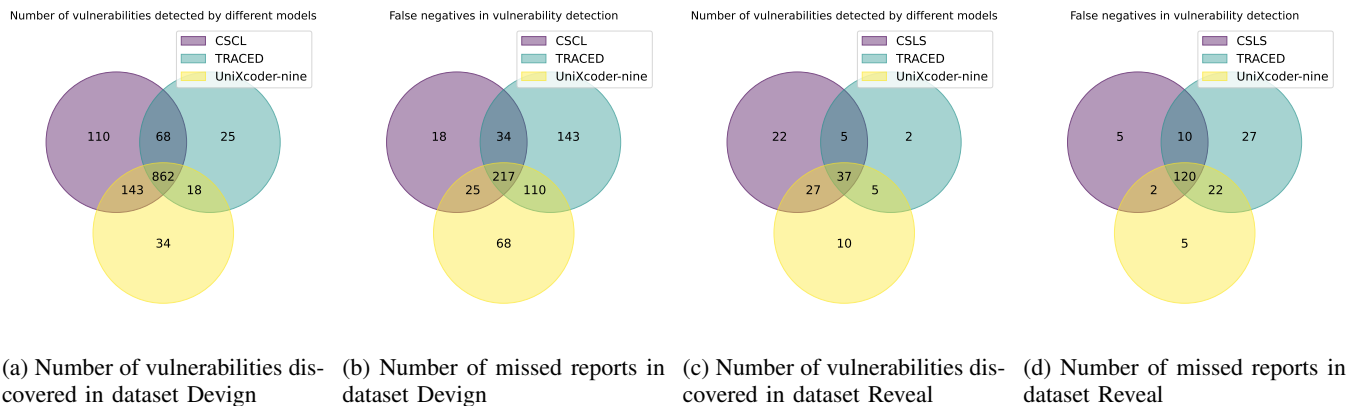 Number of vulnerabilities detected by different models
CSCL
TRACED
UniXcoder-nine
110
68
25
862
143
18
34
False negatives in vulnerability detection
CSCL
TRACED
UniXcoder-nine
18
34
143
217
25
110
68
Number of vulnerabilities detected by different models
CSLS
TRACED
UniXcoder-nine
22
5
2
37
27
5
10
False negatives in vulnerability detection
CSLS
TRACED
UniXcoder-nine
5
10
27
120
2
22
5
(a) Number of vulnerabilities dis-
covered in dataset Devign
(b) Number of missed reports in
dataset Devign
(c) Number of vulnerabilities dis-
covered in dataset Reveal
(d) Number of missed reports in
dataset Reveal